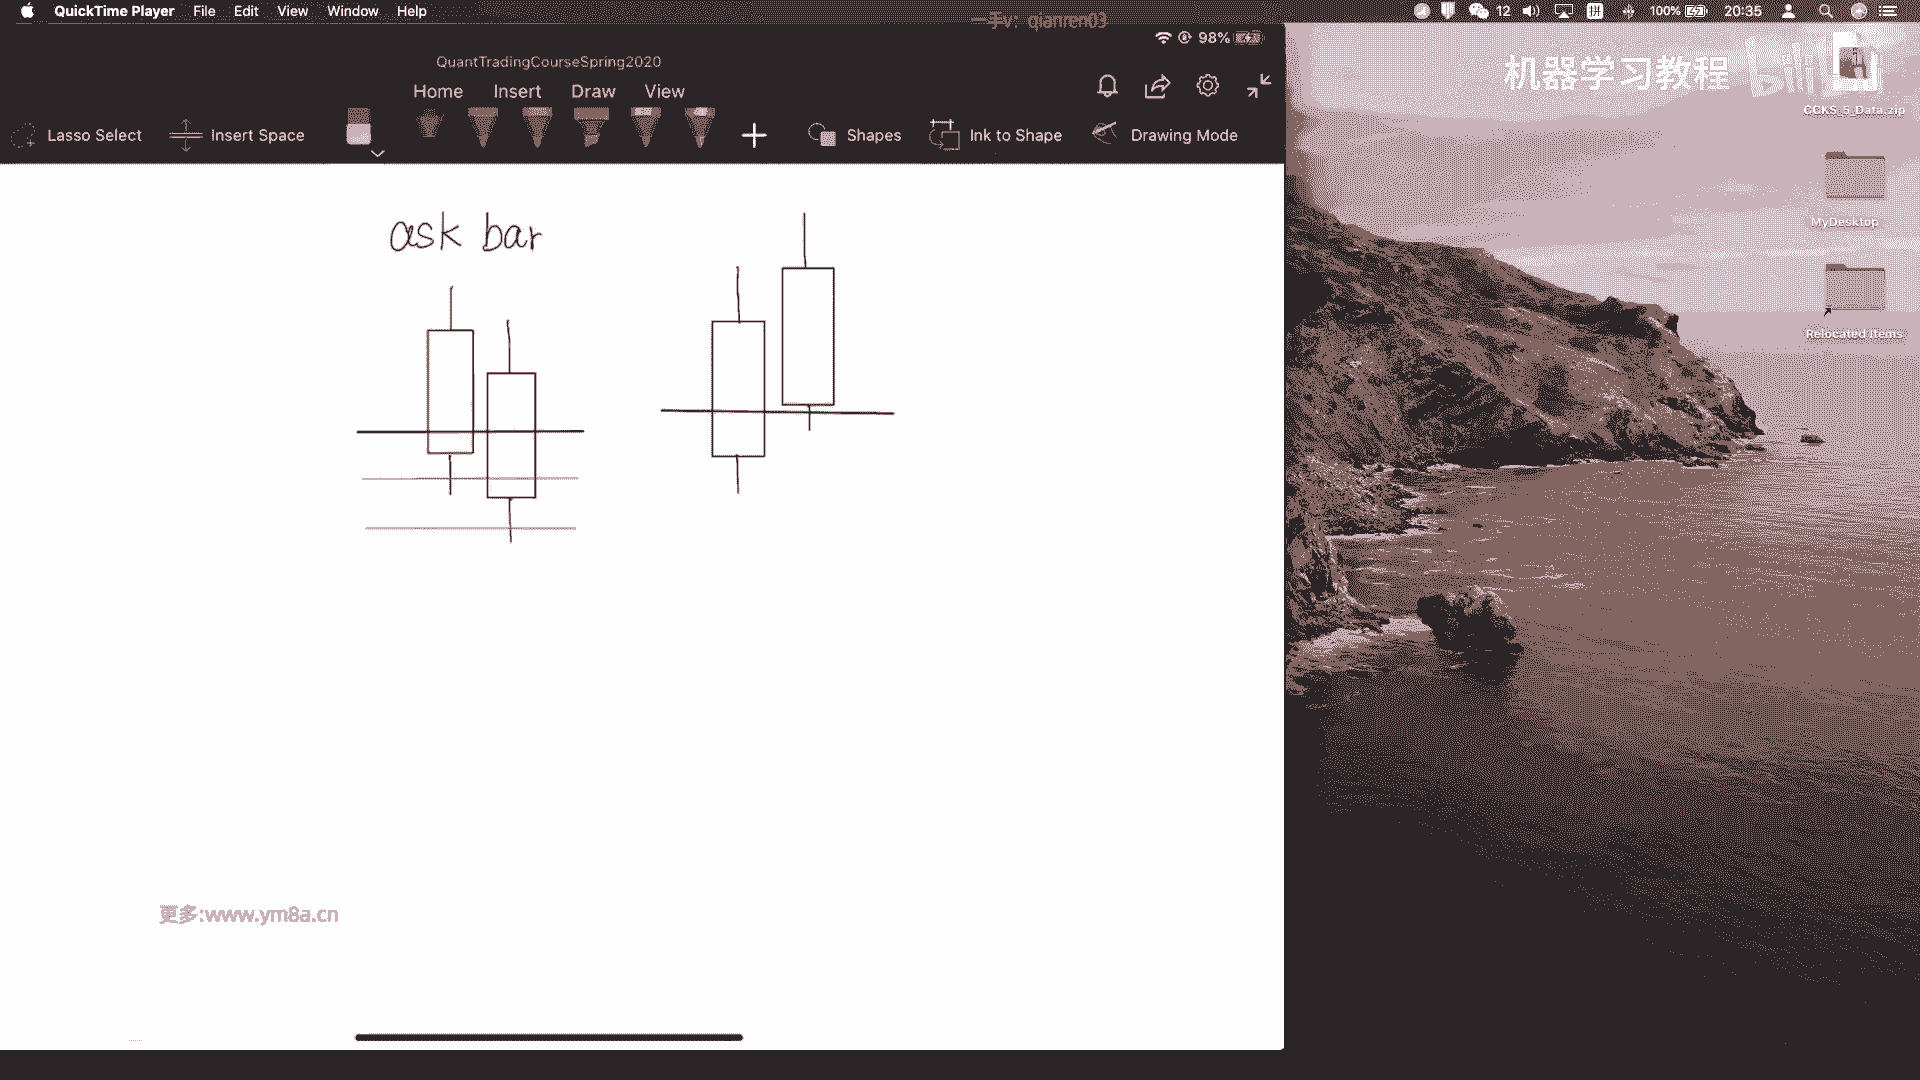 QuickTime Player File Edit View Window Help
12 拼 100% 20:35
一手v: qianren03
98%
QuantTradingCourseSpring2020
Home Insert Draw View
Lasso Select Insert Space Shapes Ink to Shape Drawing Mode
机器学习教程 bili
CCKS_5_Data.zip
MyDesktop
Relocated Items
ask bar
更多:www.ym8a.cn